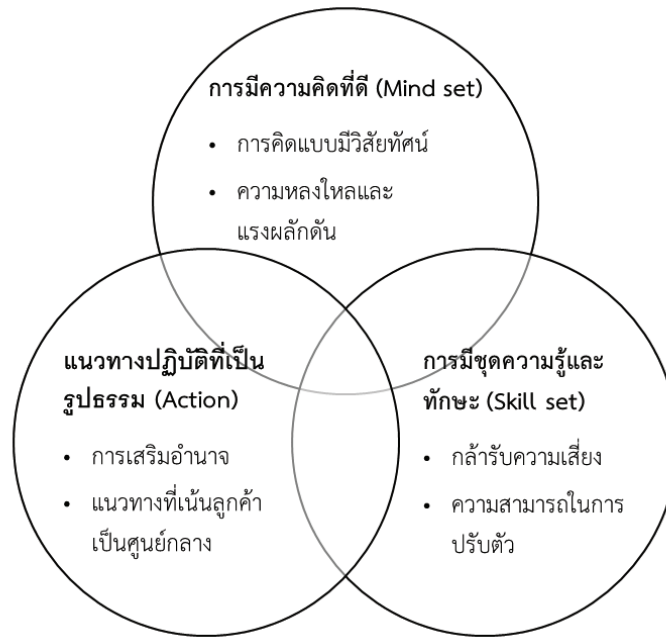 การมีความคิดที่ดี (Mind set)
• การคิดแบบมีวิสัยทัศน์
• ความหลงใหลและ
แรงผลักดัน
แนวทางปฏิบัติที่เป็น
รูปธรรม (Action)
• การเสริมอำนาจ
• แนวทางที่เน้นลูกค้า
เป็นศูนย์กลาง
การมีชุดความรู้และ
ทักษะ (Skill set)
• กล้ารับความเสี่ยง
• ความสามารถในการ
ปรับตัว